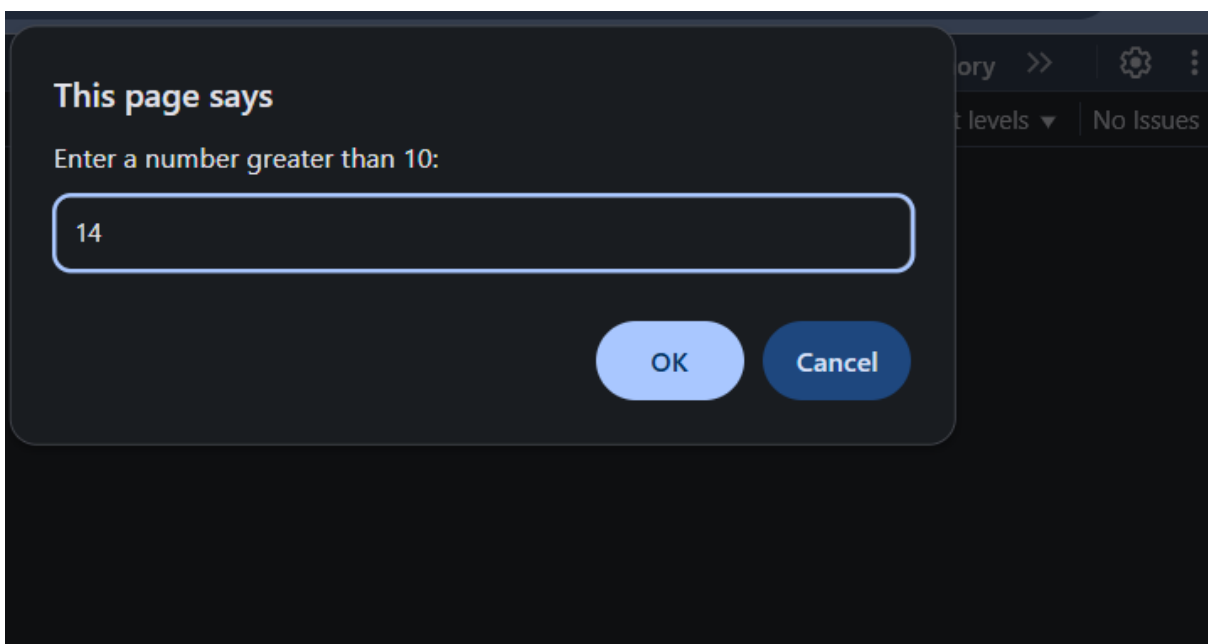 This page says
Enter a number greater than 10:
14
OK Cancel
ory
t levels ▼ No Issues